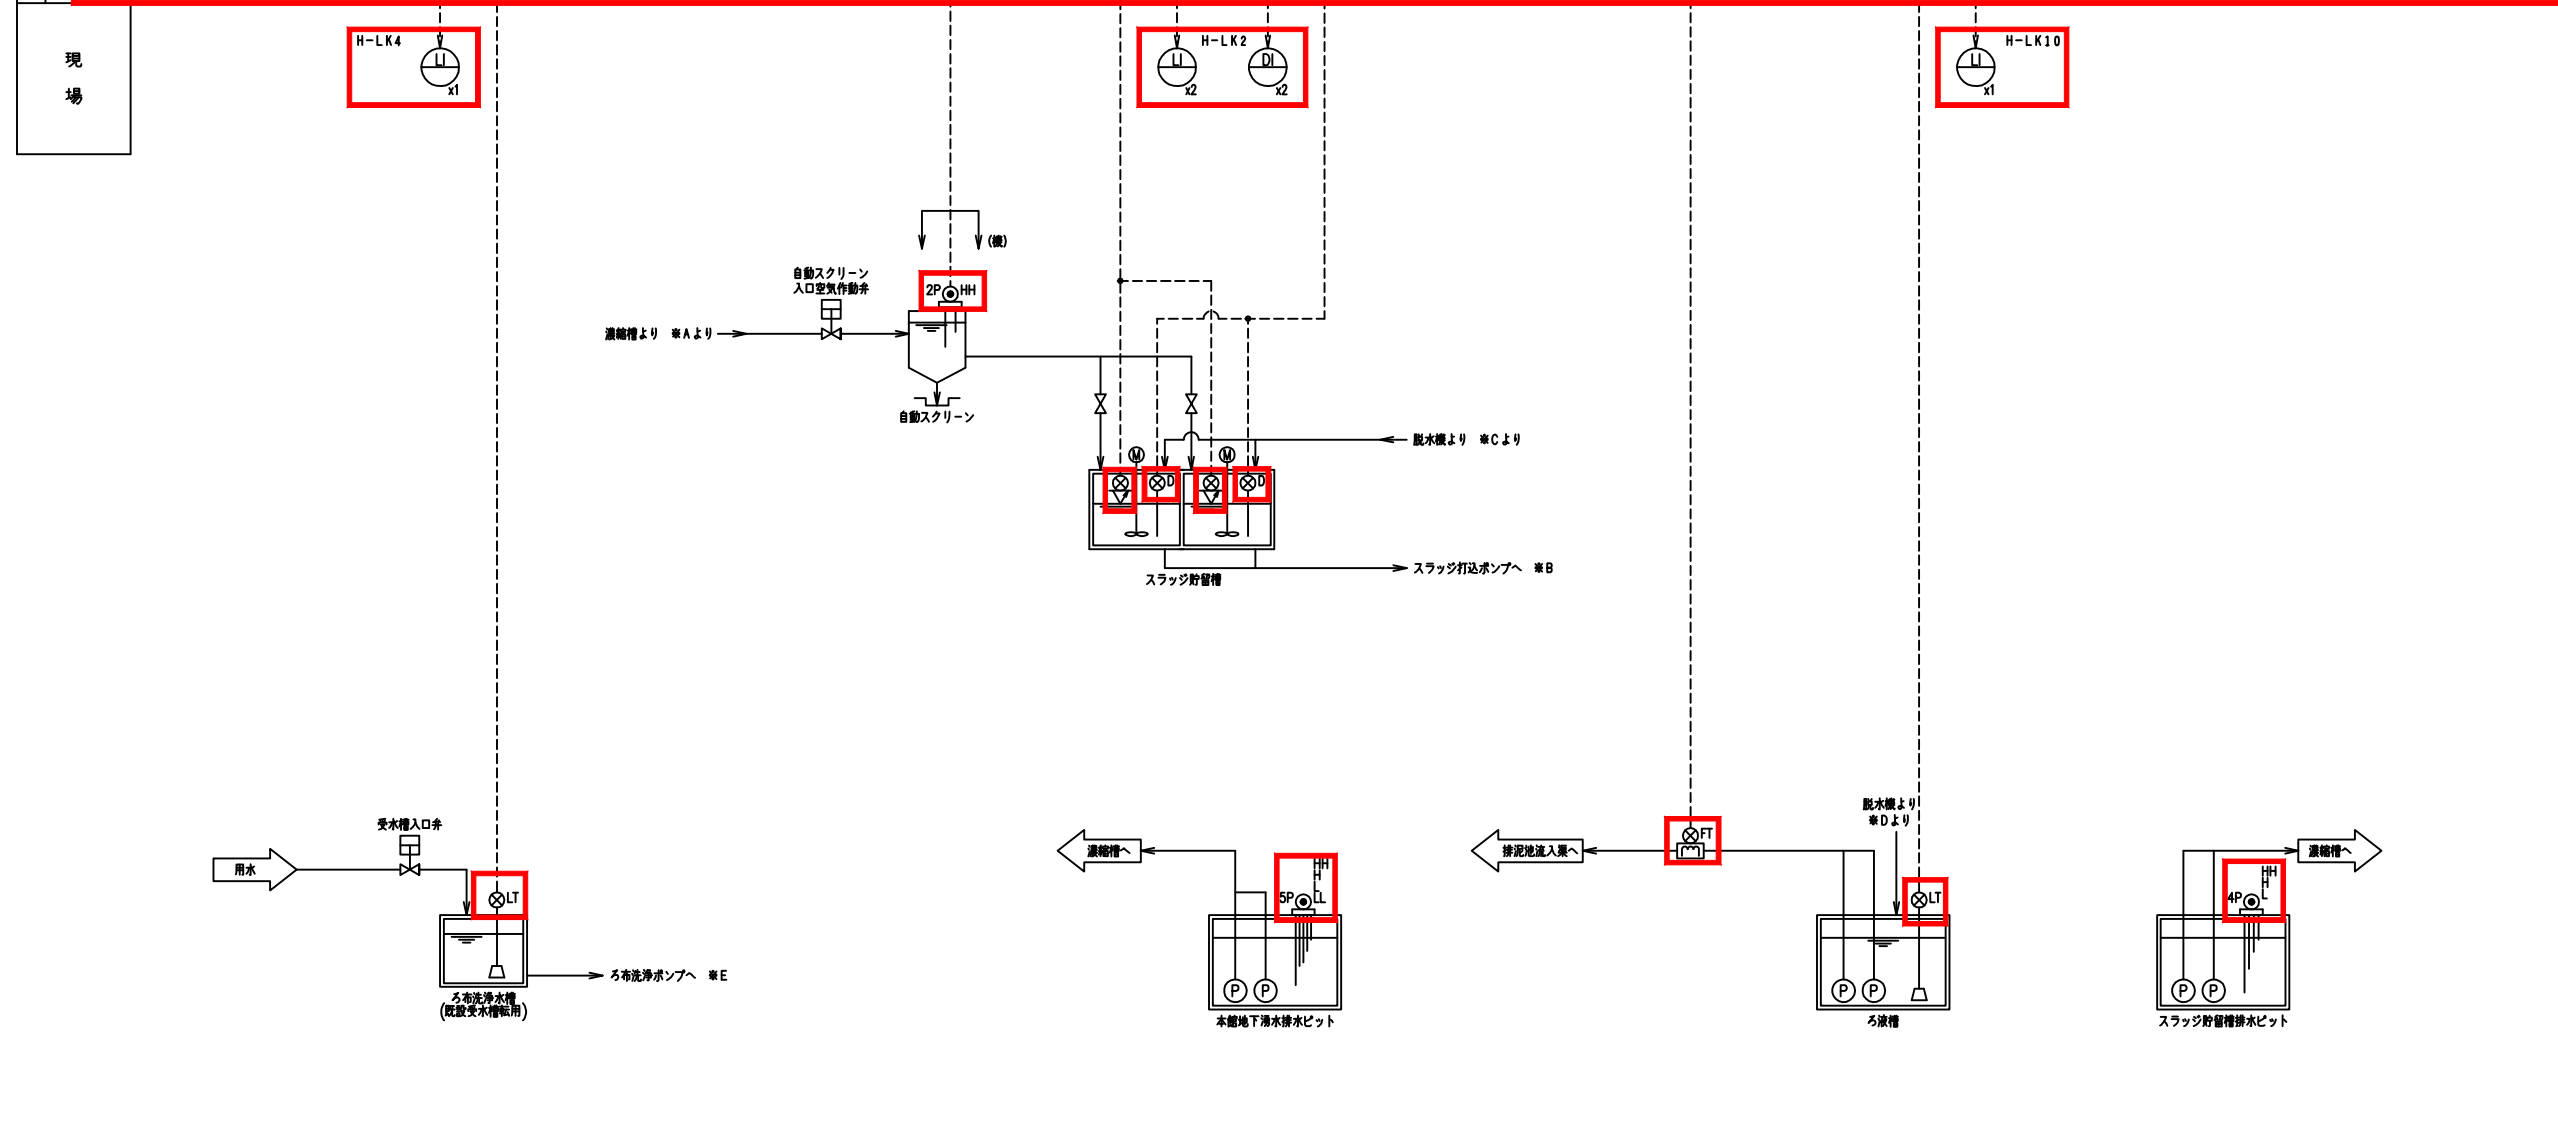 現
場
H-LK4
LI
x1
H-LK2
LI
x2
DI
x2
H-LK10
LI
x1
(機)
自動スクリーン
入口空気作動弁
2P HH
濃縮槽より ※Aより
自動スクリーン
脱水機より ※Cより
M
M
D
D
スラッジ打込ポンプへ ※B
スラッジ貯留槽
脱水機より
※Dより
受水槽入口弁
用水
LT
ろ布洗浄ポンプへ ※E
ろ布洗浄水槽
(既設受水槽転用)
濃縮槽へ
HH
H
L
5P LL
P P
本館地下湧水排水ピット
排泥池流入渠へ
FT
LT
P P
ろ液槽
HH
H
L
4P
濃縮槽へ
P P
スラッジ貯留槽排水ピット